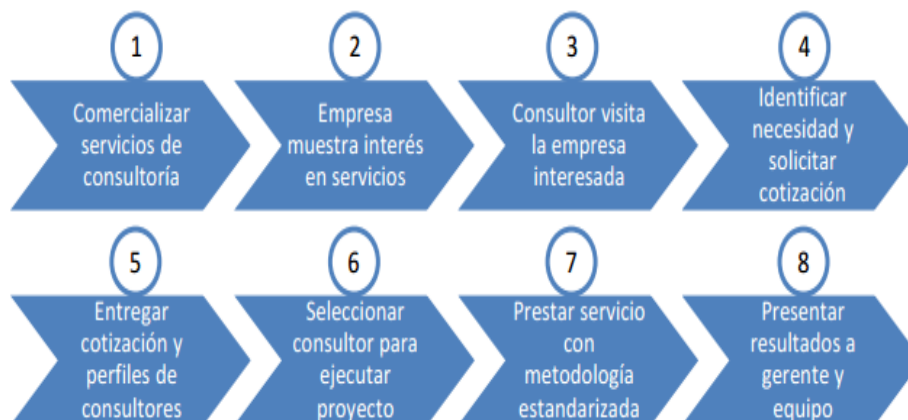 1
Comercializar
servicios de
consultoría
2
Empresa
muestra interés
en servicios
3
Consultor visita
la empresa
interesada
4
Identificar
necesidad y
solicitar
cotización
5
Entregar
cotización y
perfiles de
consultores
6
Seleccionar
consultor para
ejecutar
proyecto
7
Prestar servicio
con
metodología
estandarizada
8
Presentar
resultados a
gerente y
equipo